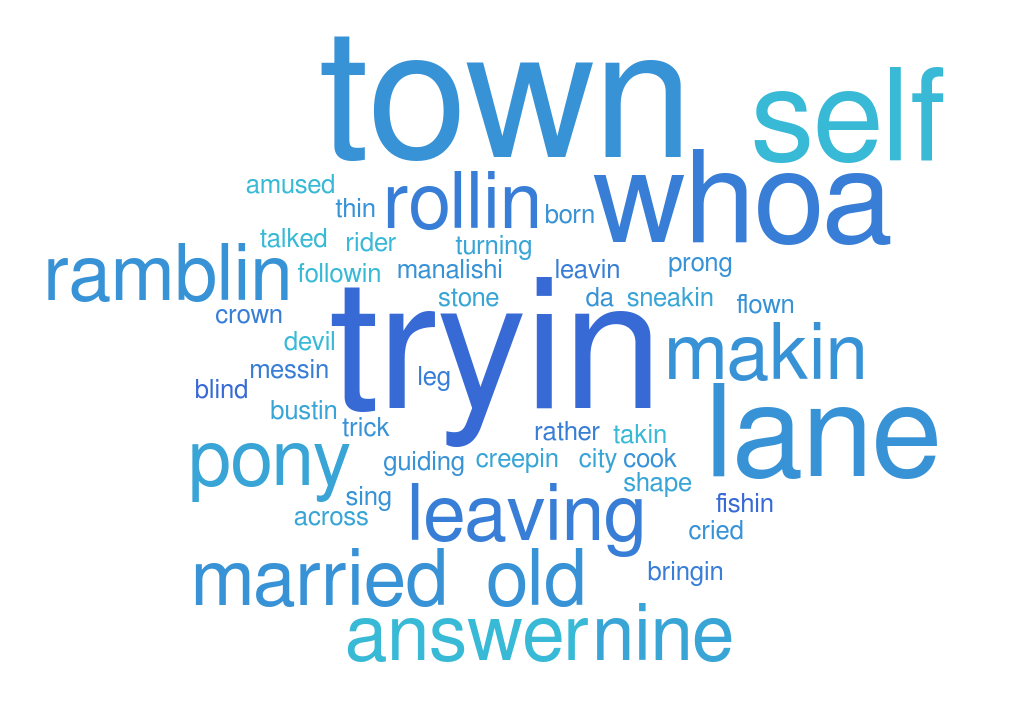 town
self
whoa
amused
thin
rollin
born
talked
rider
turning
ramblin
followin
manalishi
leavin
prong
stone
da
sneakin
flown
crown
tryin
devil
makin
messin
leg
blind
bustin
lane
trick
rather
takin
pony
guiding
creepin
city
cook
shape
sing
leaving
fishin
across
cried
married
old
bringin
answer
nine